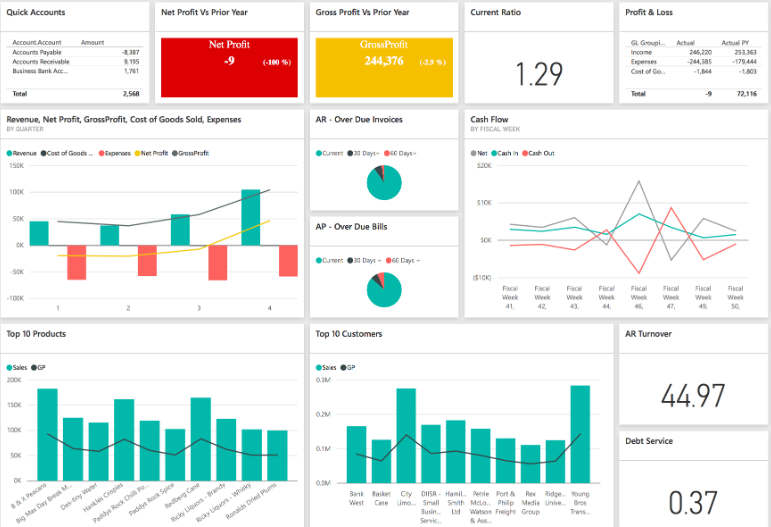 Quick Accounts
Account.Account Amount
Accounts Payable -8,387
Accounts Receivable 9,195
Business Bank Acc... 1,761
Total 2,568
Net Profit Vs Prior Year
Net Profit
-9 (-100 %)
Gross Profit Vs Prior Year
GrossProfit
244,376 (-2.9 %)
Current Ratio
1.29
Profit & Loss
GL Groupi... Actual Actual PY
Income 246,220 253,363
Expenses -244,385 -179,444
Cost of Go... -1,844 -1,803
Total -9 72,116
Revenue, Net Profit, GrossProfit, Cost of Goods Sold, Expenses
BY QUARTER
Revenue Cost of Goods ... Expenses Net Profit GrossProfit
150K
100K
50K
0K
-50K
-100K
1 2 3 4
AR - Over Due Invoices
Current 30 Days+ 60 Days+
AP - Over Due Bills
Current 30 Days + 60 Days +
Cash Flow
BY FISCAL WEEK
Net Cash In Cash Out
$20K
$10K
$0K
($10K)
Fiscal Fiscal Fiscal Fiscal Fiscal Fiscal Fiscal Fiscal
Week Week Week Week Week Week Week Week
41, 42, 43, 44, 46, 47, 49, 50,
Top 10 Products
Sales GP
200K
150K
100K
50K
0K
B & X Peacans
Big Max Day Break M...
Des-tiny Water
Harkles Crispies
Paddys Rock Chilli Po...
Paddys Rock Spice
Redberg Cane
Ricky Liquors - Brandy
Ricky Liquors - Whisky
Ronalds Dried Plums
Top 10 Customers
Sales GP
0.3M
0.2M
0.1M
0.0M
Bank Basket City DIISR - Hamil... Petrie Port & Rex Ridge... Young
West Case Limo... Small Smith McLo... Philip Media Unive... Bros
Busin... Ltd Watson Freight Group Trans...
Servic... & Ass...
AR Turnover
44.97
Debt Service
0.37